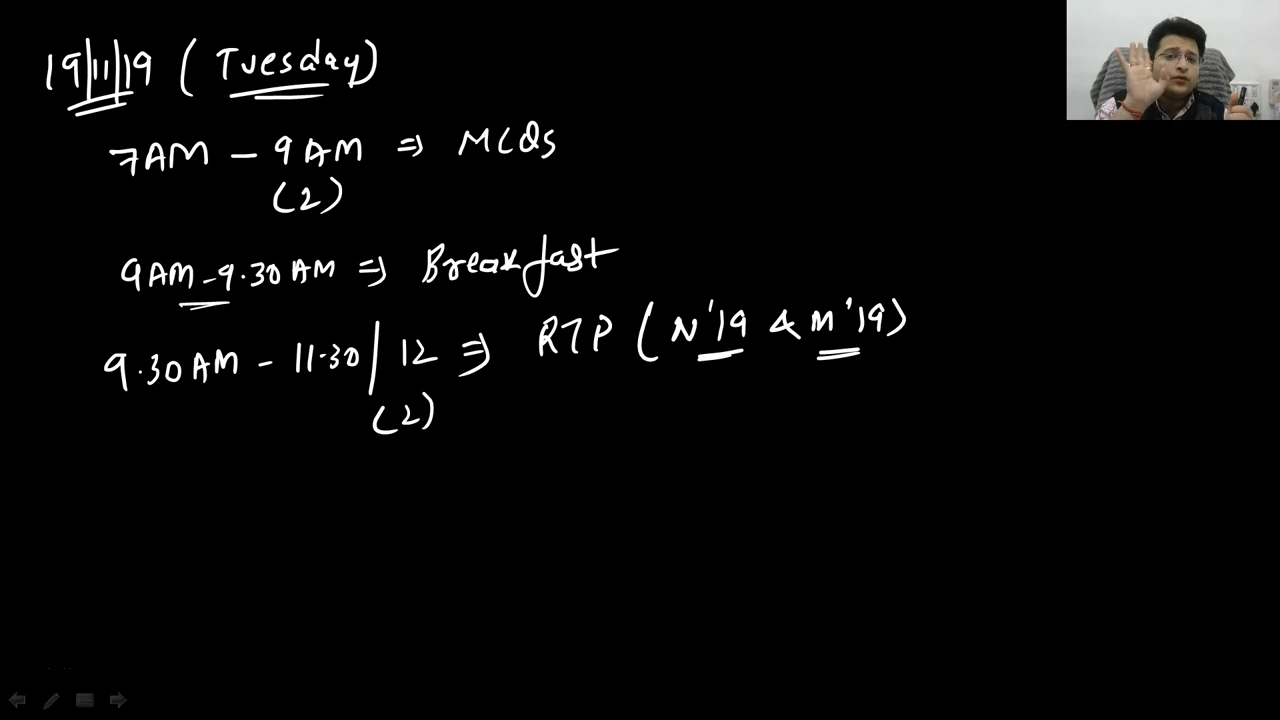 19/11/19 (Tuesday)
7AM - 9AM ⇒ MCQs
(2)
9AM - 9.30AM ⇒ Breakfast
9.30AM - 11.30 / 12 ⇒ RTP (N'19 & M'19)
(2)